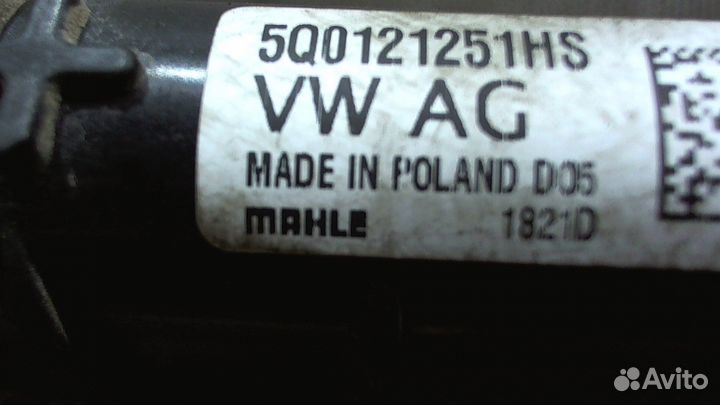 5Q0121251HS
VW AG
MADE IN POLAND D05
MAHLE 1821D
Avito